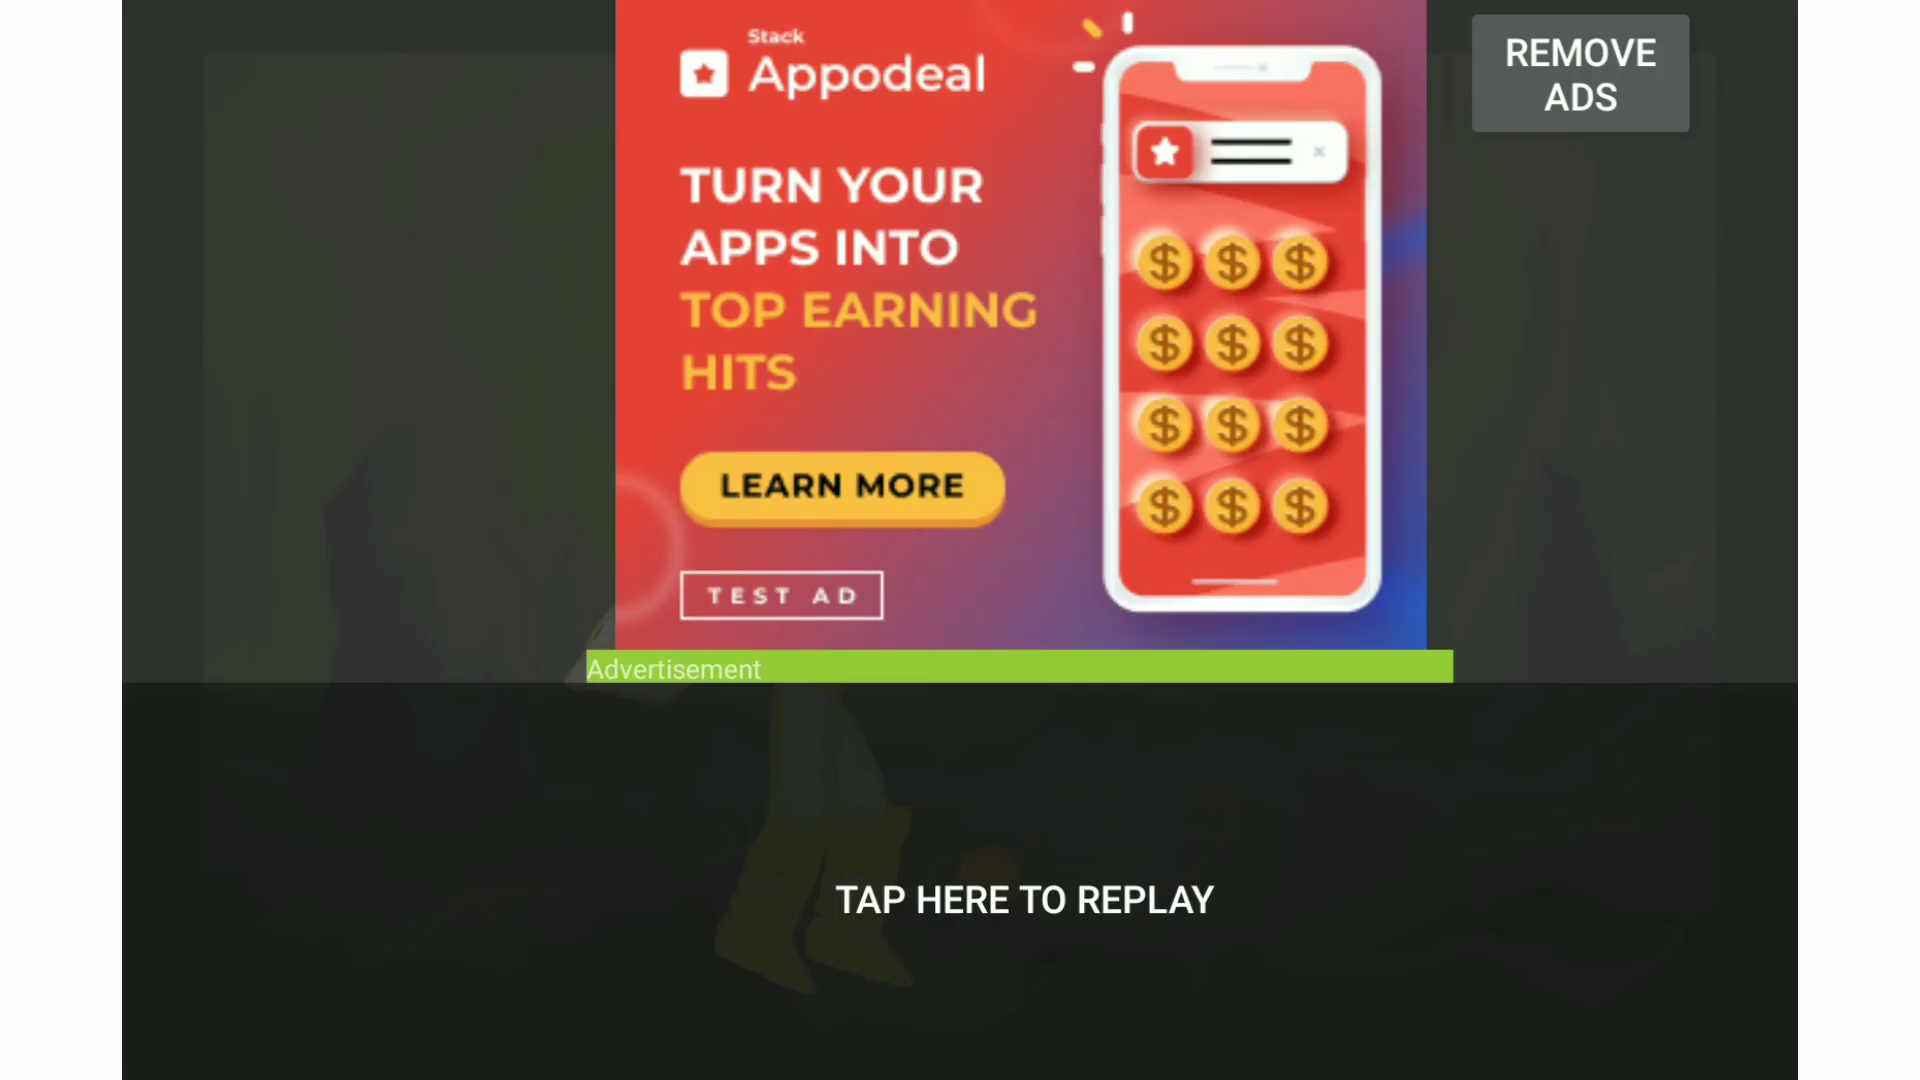 Stack
Appodeal
TURN YOUR
APPS INTO
TOP EARNING
HITS
LEARN MORE
TEST AD
Advertisement
REMOVE
ADS
TAP HERE TO REPLAY